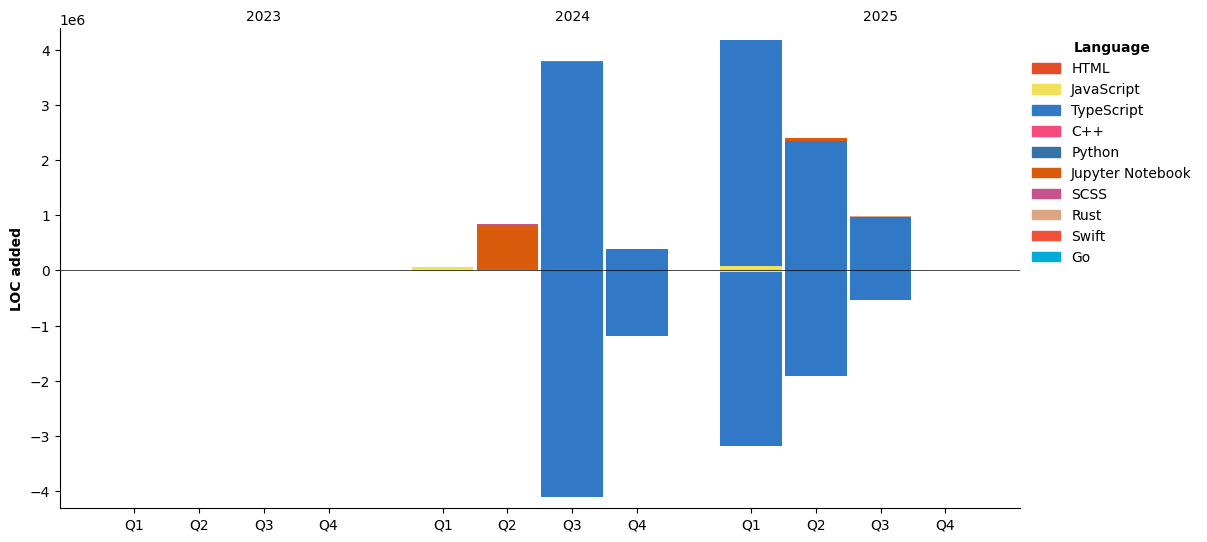 1e6
2023 2024 2025
4
3
2
1
0
−1
−2
−3
−4
LOC added
Q1 Q2 Q3 Q4 Q1 Q2 Q3 Q4 Q1 Q2 Q3 Q4
Language
HTML
JavaScript
TypeScript
C++
Python
Jupyter Notebook
SCSS
Rust
Swift
Go